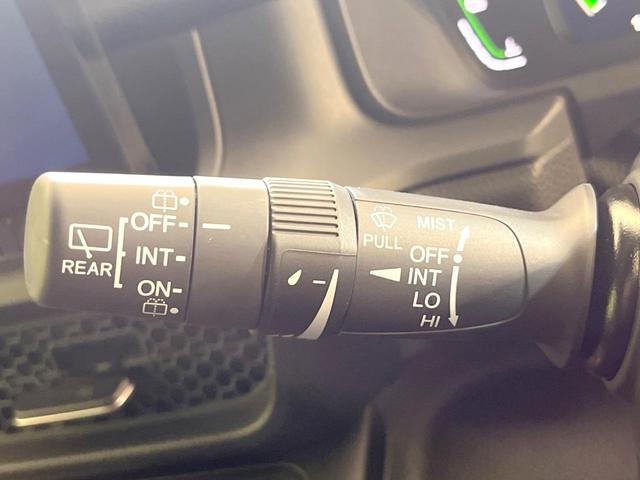 REAR
OFF
INT
ON
PULL
MIST
OFF
INT
LO
HI